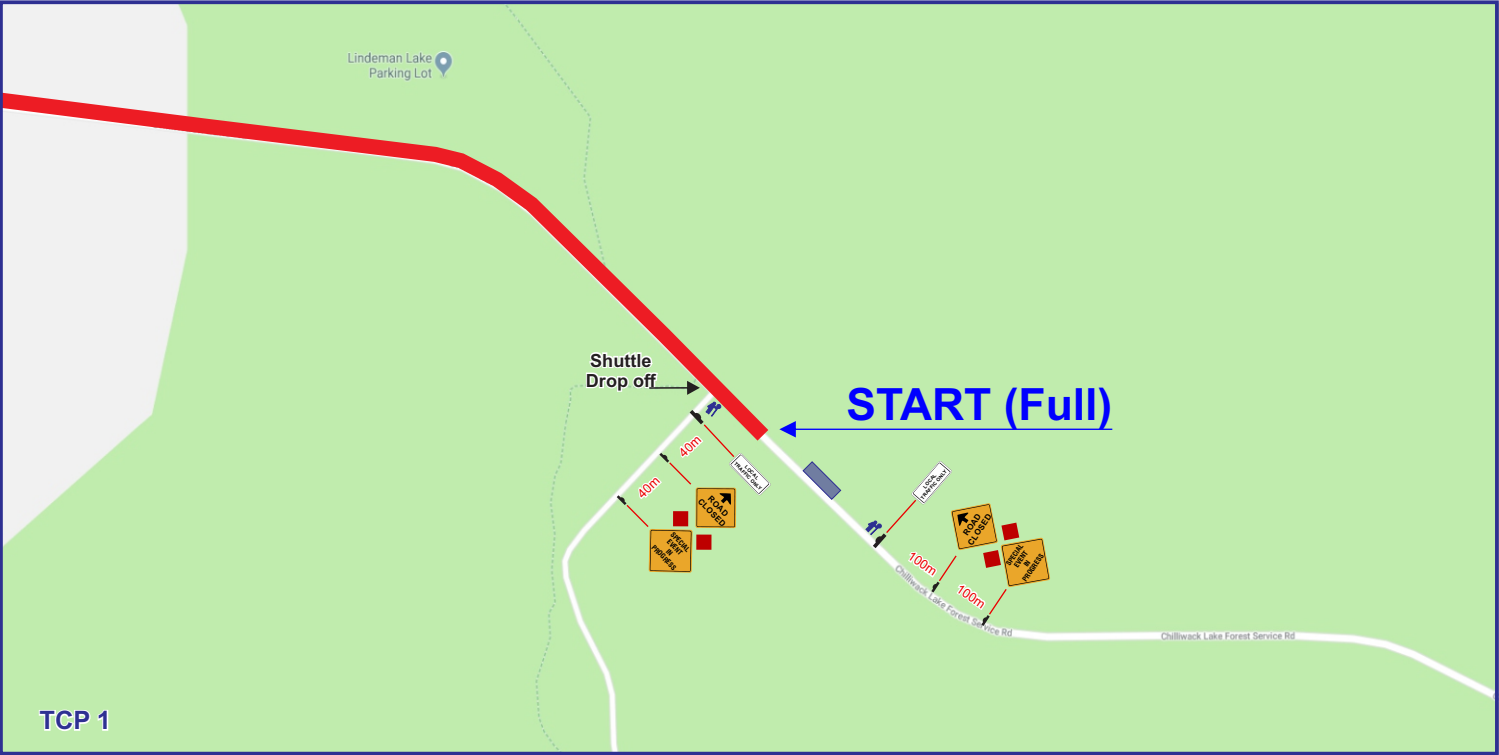 Lindeman Lake
Parking Lot
Shuttle
Drop off
START (Full)
40m
40m
LOCAL
TRAFFIC ONLY
ROAD
CLOSED
SPECIAL
EVENT
IN
PROGRESS
LOCAL
TRAFFIC ONLY
ROAD
CLOSED
SPECIAL
EVENT
IN
PROGRESS
100m
100m
Chilliwack Lake Forest Service Rd
Chilliwack Lake Forest Service Rd
TCP 1